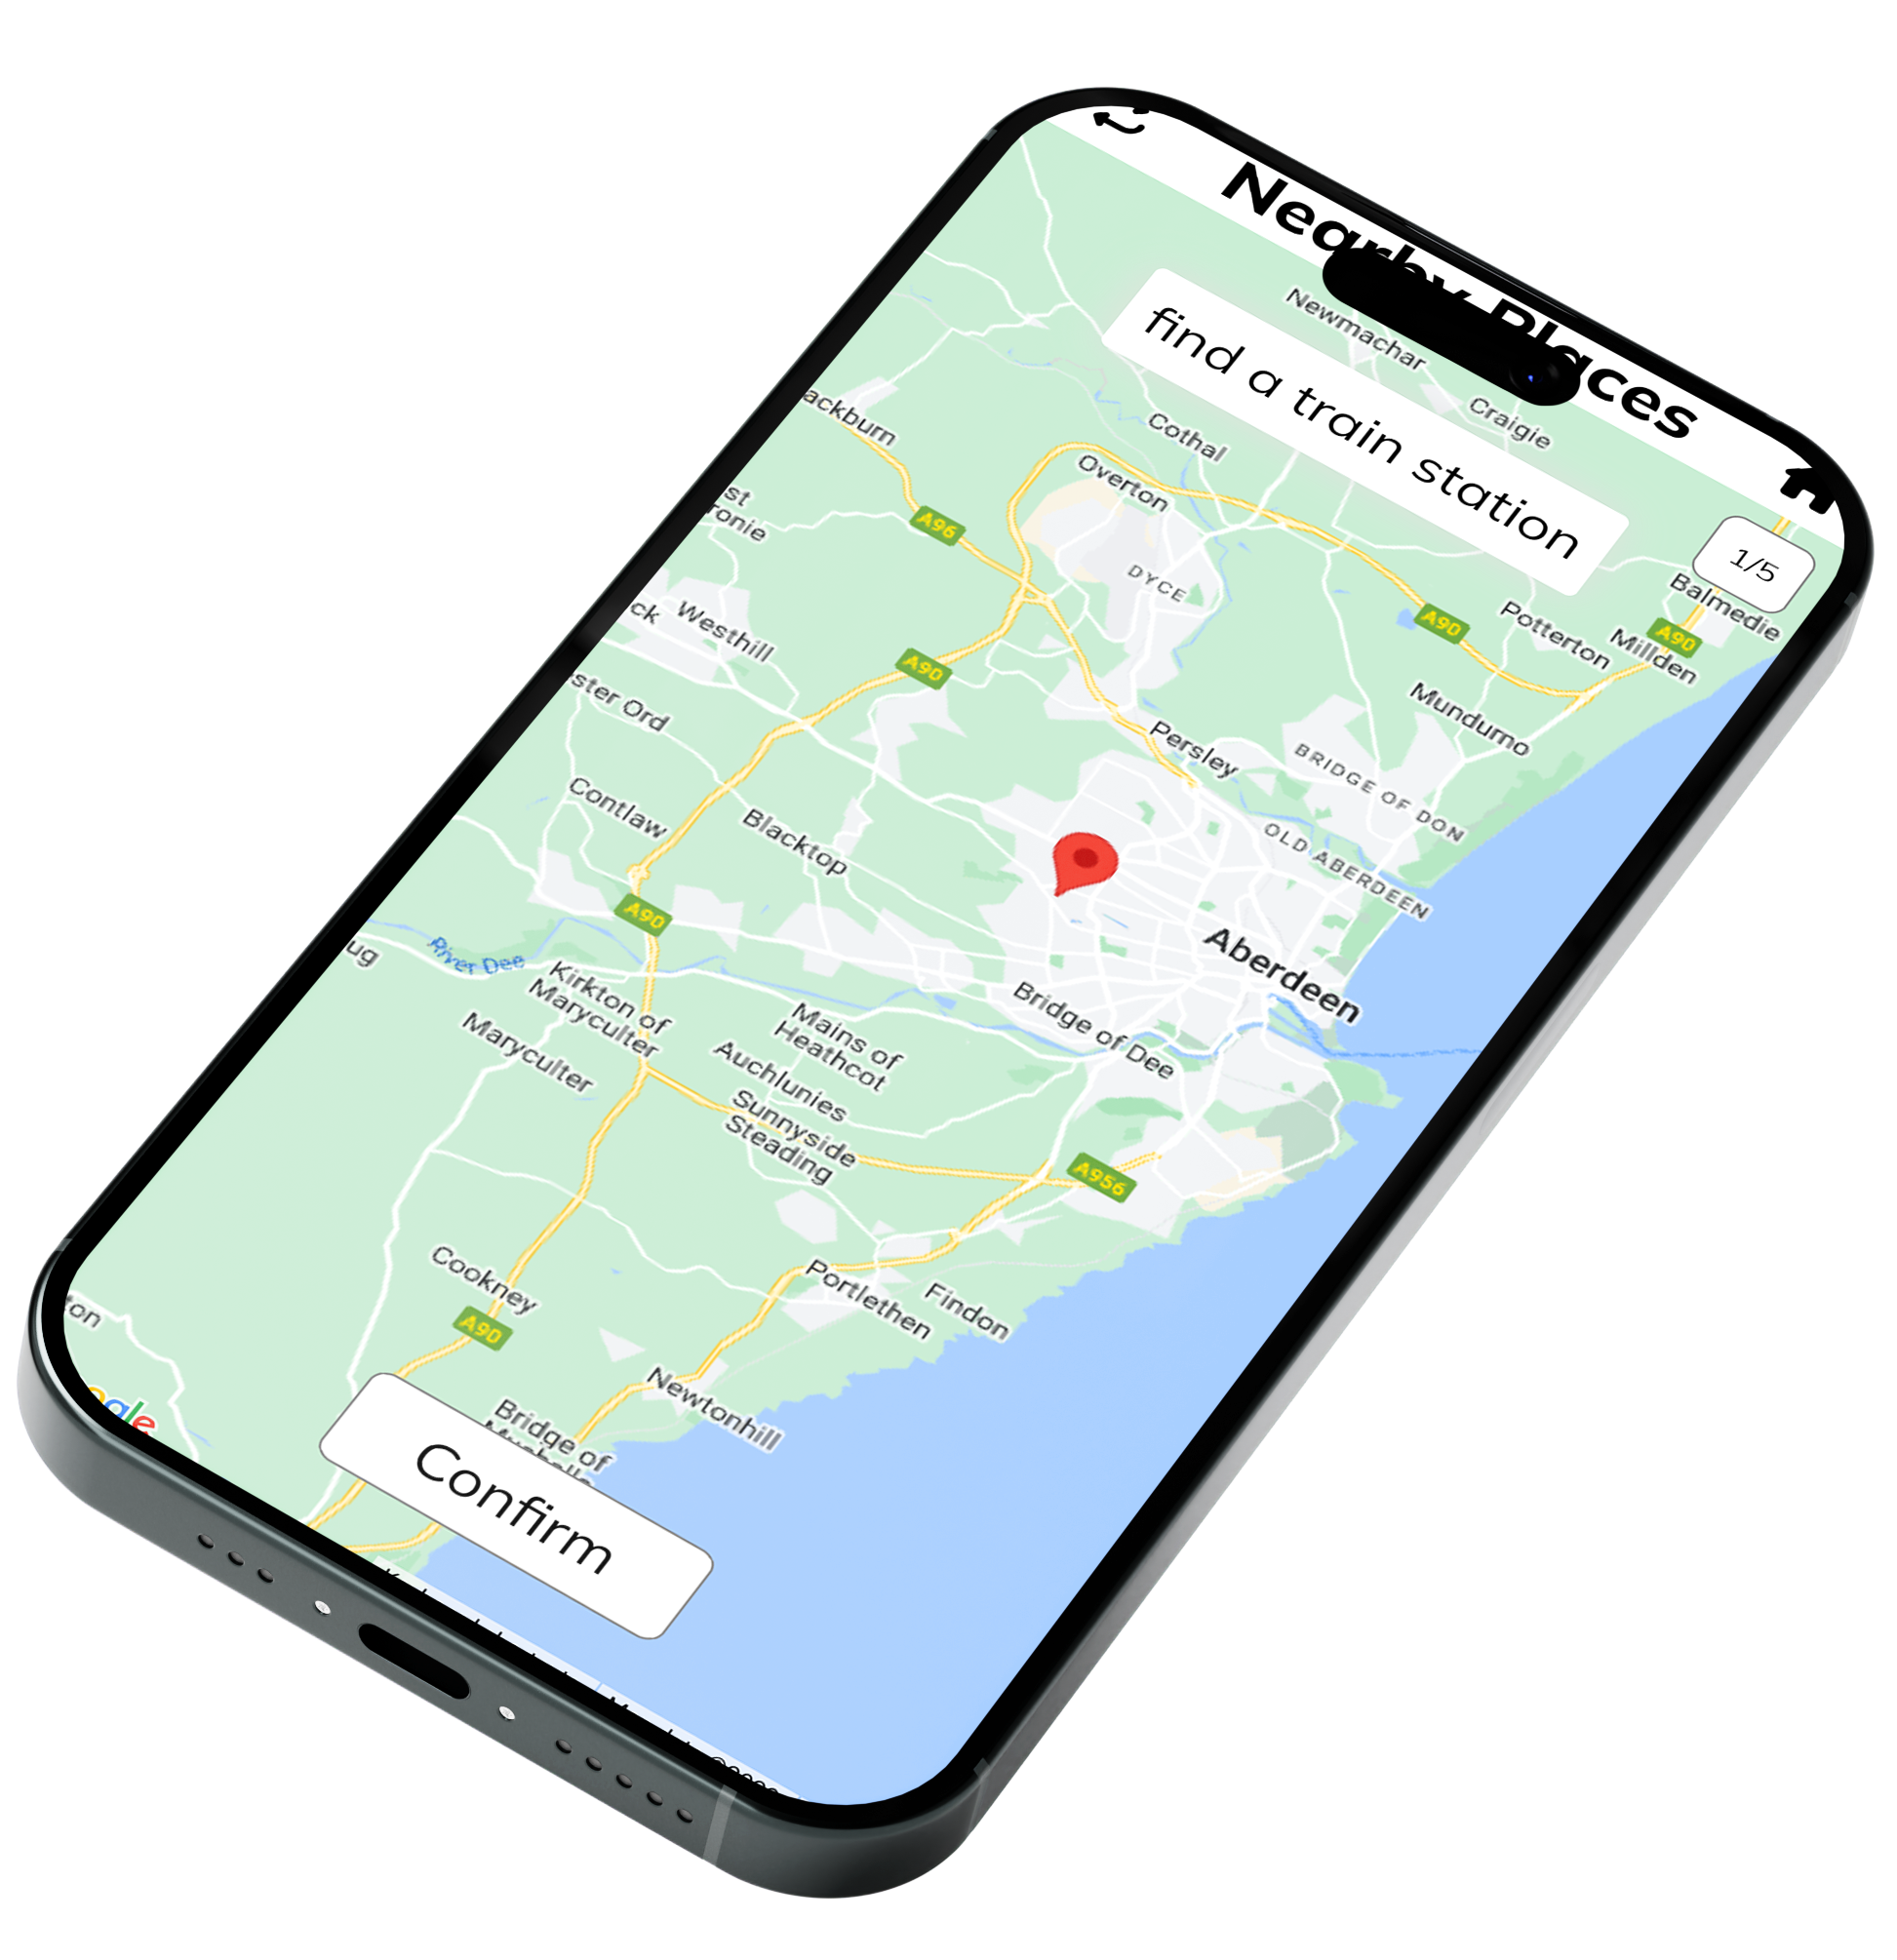 Nearby Places
find a train station
1/5
Newmachar
Craigie
Cothal
Overton
ackburn
A96
st
ronie
DYCE
Balmedie
A90
Potterton
Millden
A90
ck
Westhill
A90
Mundurno
ster Ord
Persley
BRIDGE OF DON
Contlaw
Blacktop
OLD ABERDEEN
A90
Aberdeen
ug
River Dee
Kirkton of
Maryculter
Bridge of Dee
Maryculter
Mains of
Heathcot
Auchlunies
Sunnyside
Steading
A956
Cookney
Portlethen
Findon
A90
ton
Newtonhill
ogle
Bridge of
Confirm